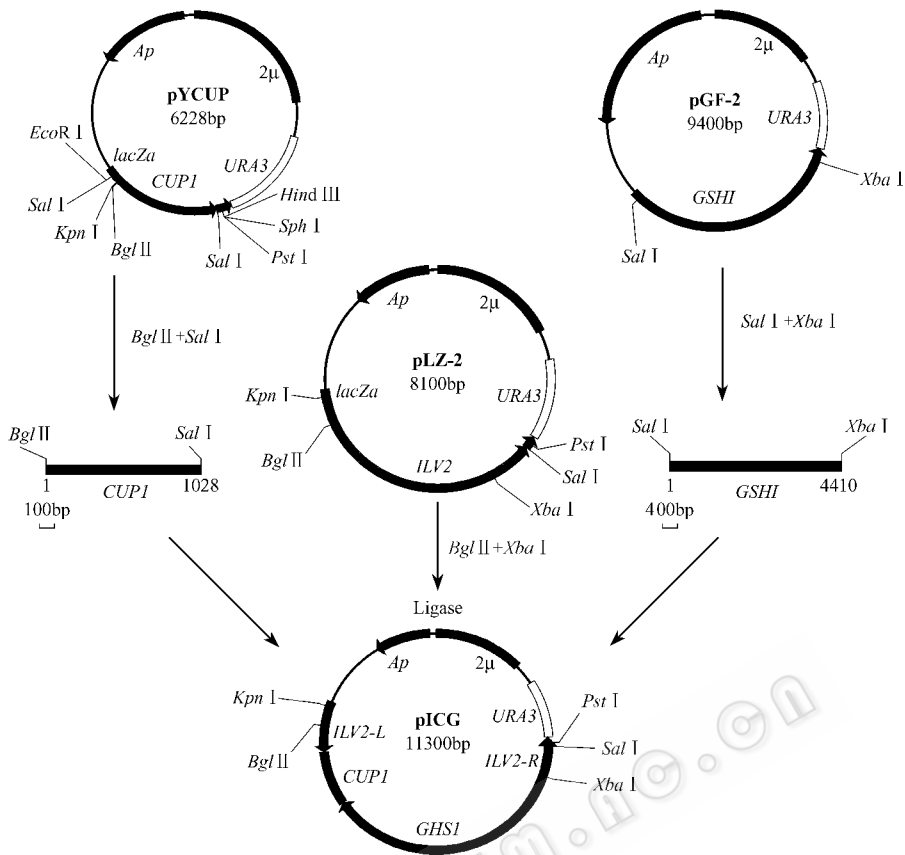 Ap
2μ
pYCUP
6228bp
EcoR Ⅰ
lacZa
URA3
CUP1
Hind III
Sal Ⅰ
Sph Ⅰ
Kpn Ⅰ
Bgl II
Sal Ⅰ
Pst Ⅰ
Bgl II+Sal Ⅰ
Bgl II
Sal Ⅰ
1
CUP1
1028
100bp
Ap
2μ
pGF-2
9400bp
URA3
Xba Ⅰ
GSHI
Sal Ⅰ
Sal Ⅰ+Xba Ⅰ
Sal Ⅰ
Xba Ⅰ
1
GSHI
4410
400bp
Ap
2μ
pLZ-2
8100bp
Kpn Ⅰ
lacZa
URA3
Bgl II
Pst Ⅰ
ILV2
Sal Ⅰ
Xba Ⅰ
Bgl II+Xba Ⅰ
Ligase
Ap
2μ
Kpn Ⅰ
pICG
11300bp
URA3
Pst Ⅰ
ILV2-L
Sal Ⅰ
Bgl II
ILV2-R
CUP1
Xba Ⅰ
GHS1